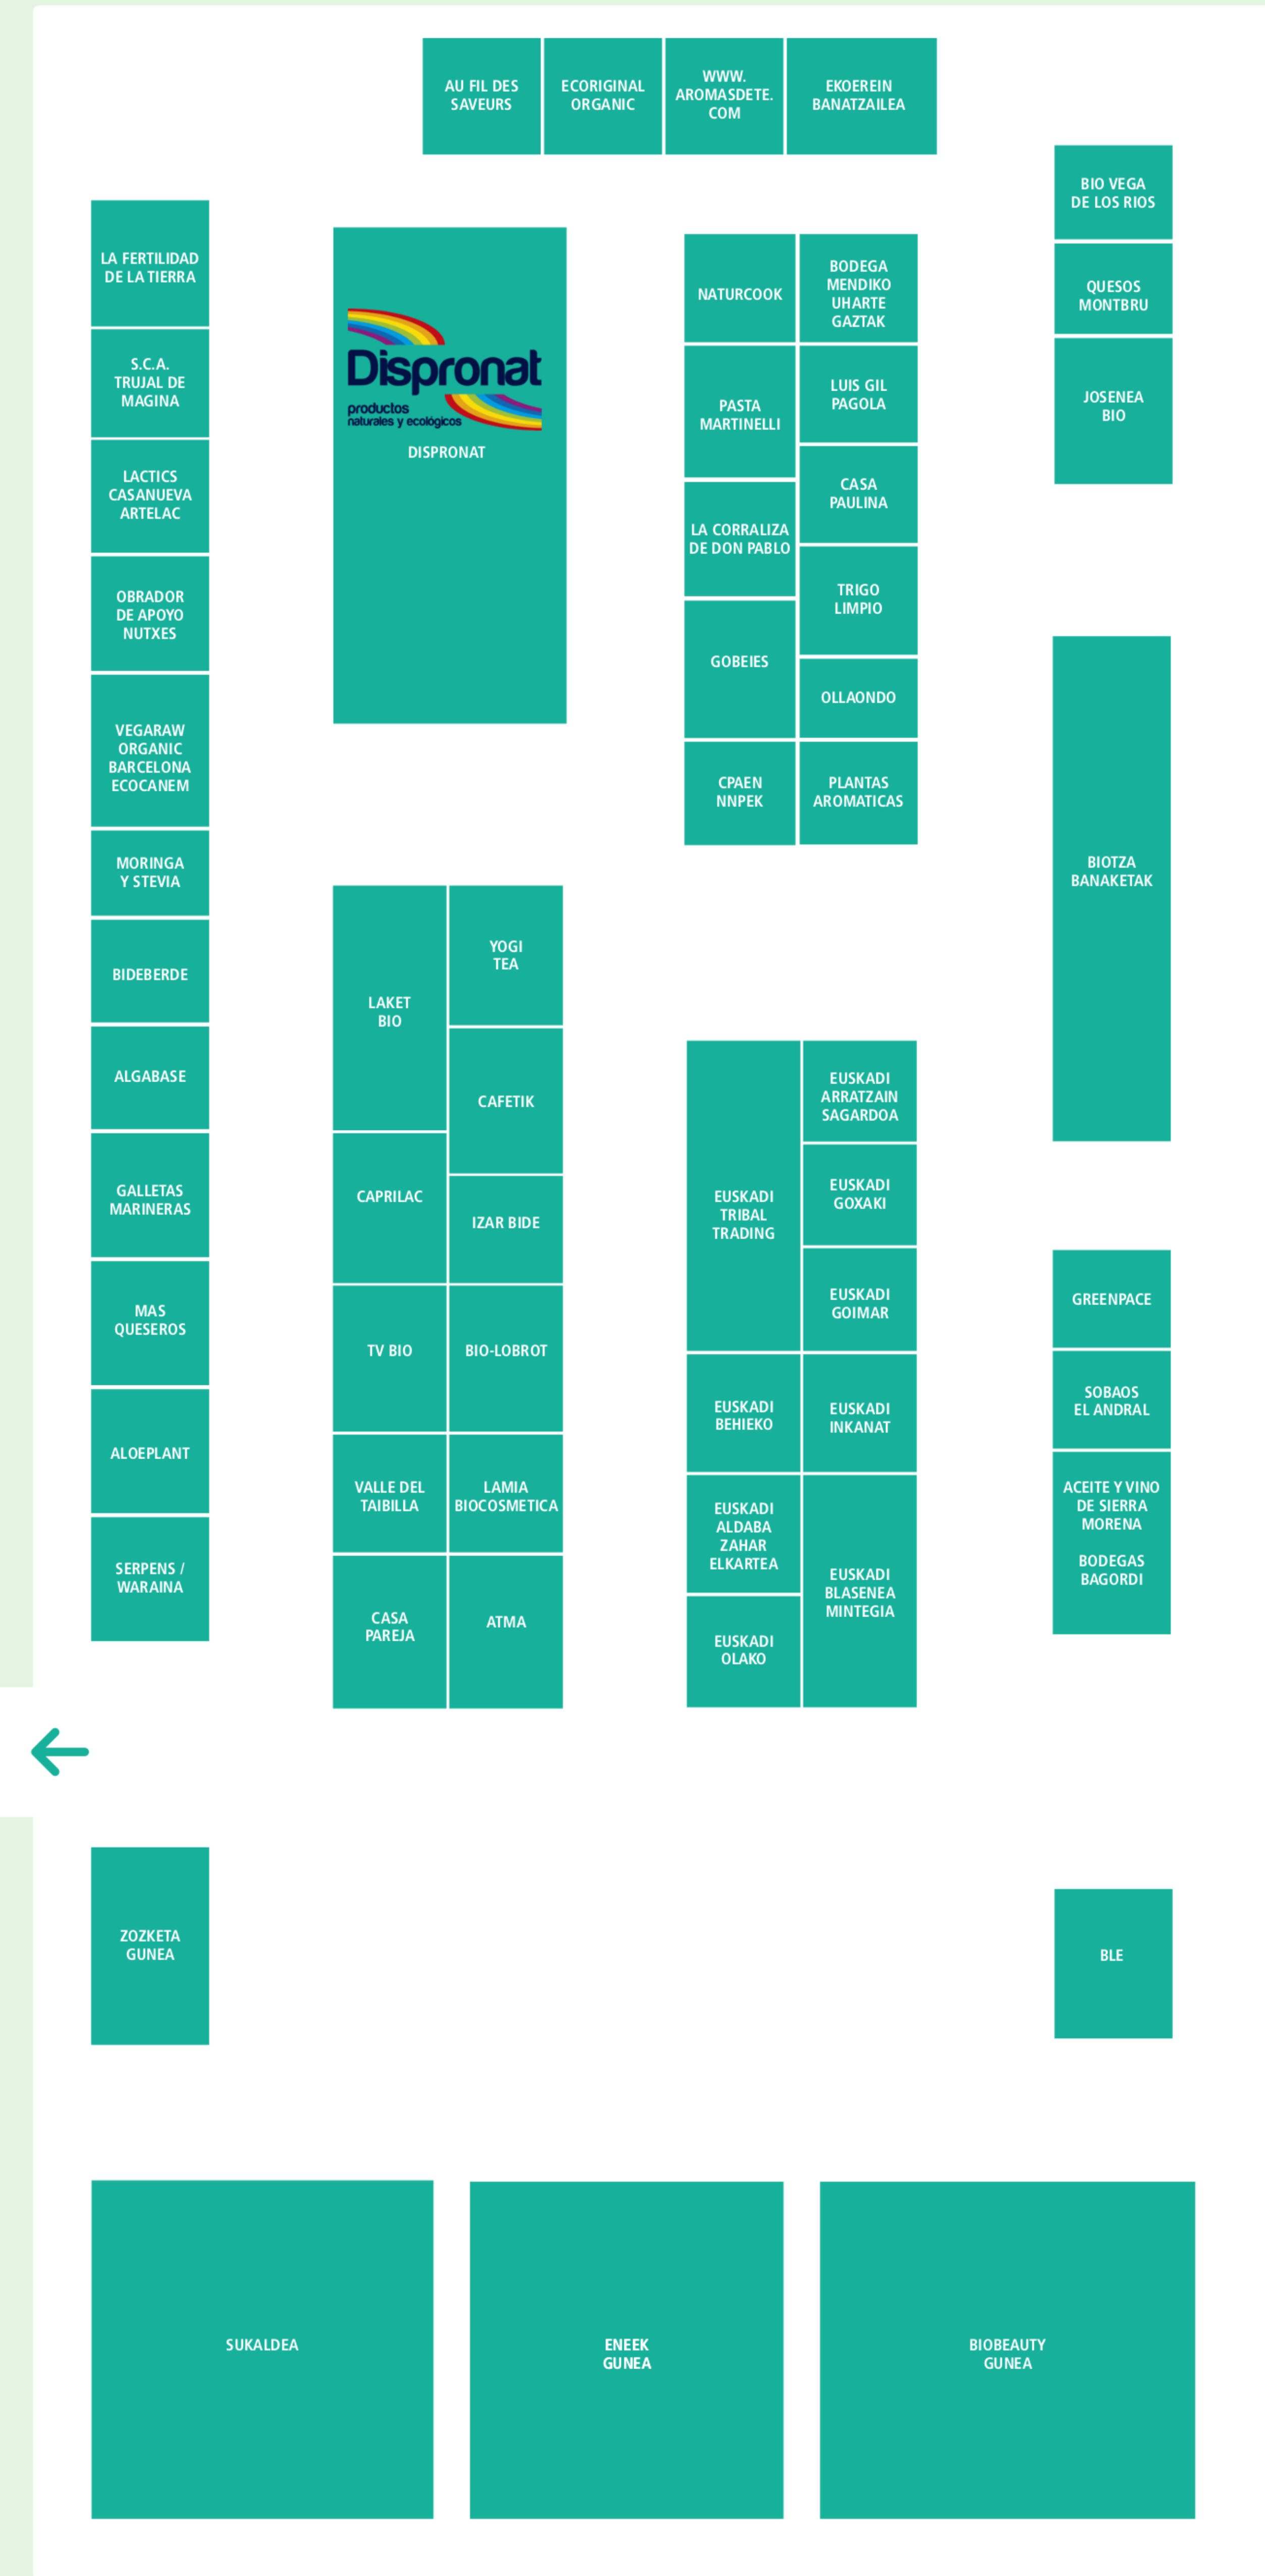 AU FIL DES
SAVEURS
ECORIGINAL
ORGANIC
WWW.
AROMASDETE.
COM
EKOEREIN
BANATZAILEA
BIO VEGA
DE LOS RIOS
QUESOS
MONTBRU
JOSENEA
BIO
LA FERTILIDAD
DE LA TIERRA
S.C.A.
TRUJAL DE
MAGINA
LACTICS
CASANUEVA
ARTELAC
OBRADOR
DE APOYO
NUTXES
VEGARAW
ORGANIC
BARCELONA
ECOCANEM
MORINGA
Y STEVIA
BIDEBERDE
ALGABASE
GALLETAS
MARINERAS
MAS
QUESEROS
ALOEPLANT
SERPENS /
WARAINA
Dispronat
productos
naturales y ecológicos
DISPRONAT
NATURCOOK
PASTA
MARTINELLI
LA CORRALIZA
DE DON PABLO
GOBEIES
CPAEN
NNPEK
BODEGA
MENDIKO
UHARTE
GAZTAK
LUIS GIL
PAGOLA
CASA
PAULINA
TRIGO
LIMPIO
OLLAONDO
PLANTAS
AROMATICAS
BIOTZA
BANAKETAK
LAKET
BIO
CAPRILAC
TV BIO
VALLE DEL
TAIBILLA
CASA
PAREJA
YOGI
TEA
CAFETIK
IZAR BIDE
BIO-LOBROT
LAMIA
BIOCOSMETICA
ATMA
EUSKADI
TRIBAL
TRADING
EUSKADI
BEHIEKO
EUSKADI
ALDABA
ZAHAR
ELKARTEA
EUSKADI
OLAKO
EUSKADI
ARRATZAIN
SAGARDOA
EUSKADI
GOXAKI
EUSKADI
GOIMAR
EUSKADI
INKANAT
EUSKADI
BLASENEA
MINTEGIA
GREENPACE
SOBAOS
EL ANDRAL
ACEITE Y VINO
DE SIERRA
MORENA
BODEGAS
BAGORDI
ZOZKETA
GUNEA
BLE
SUKALDEA
ENEEK
GUNEA
BIOBEAUTY
GUNEA